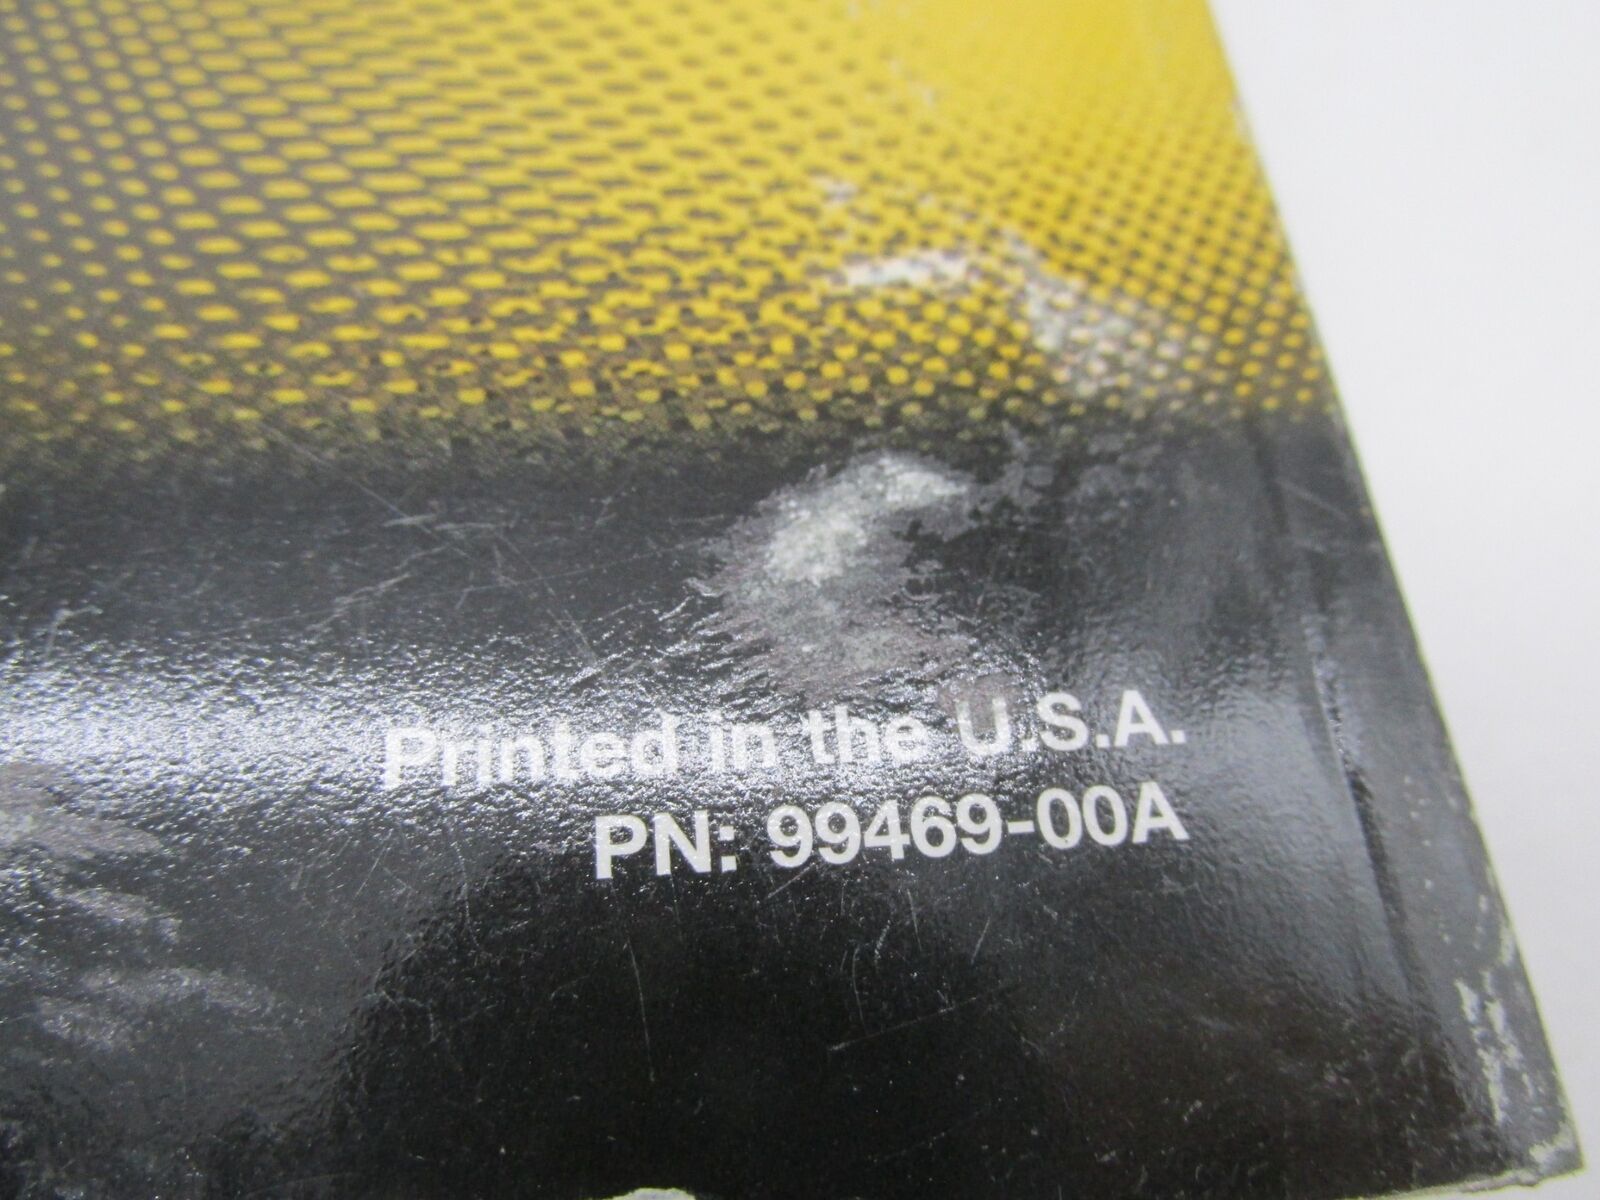 Printed in the U.S.A.
PN: 99469-00A